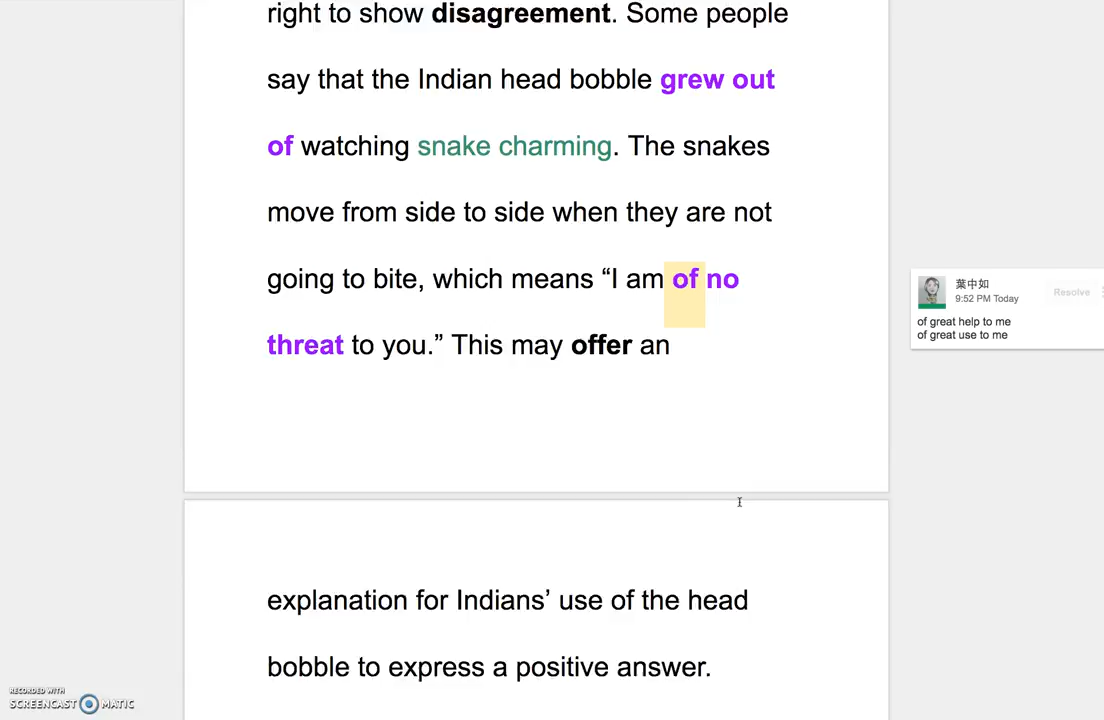 right to show disagreement. Some people
say that the Indian head bobble grew out
of watching snake charming. The snakes
move from side to side when they are not
going to bite, which means “I am of no
threat to you.” This may offer an
explanation for Indians’ use of the head
bobble to express a positive answer.
葉中如
9:52 PM Today
Resolve
of great help to me
of great use to me
RECORDED WITH
SCREENCAST MATIC